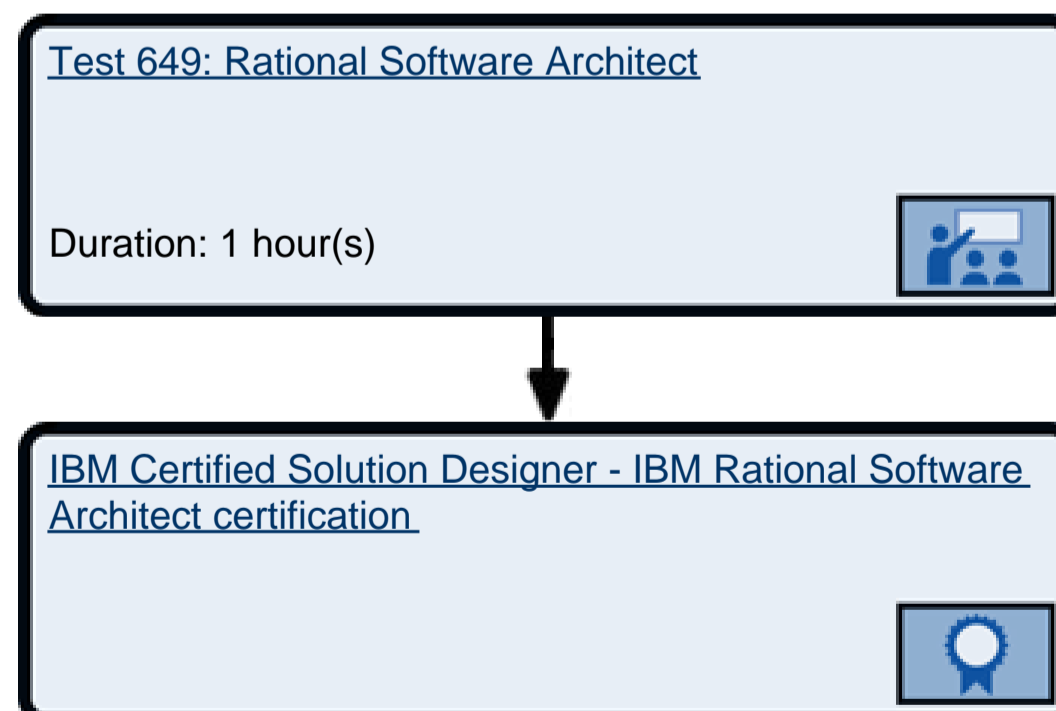 Test 649: Rational Software Architect
Duration: 1 hour(s)
IBM Certified Solution Designer - IBM Rational Software
Architect certification